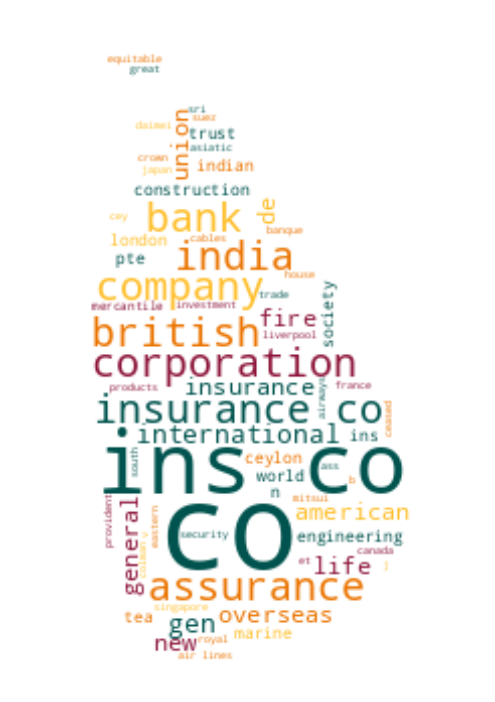 equitable
great
sri
suez
daimei
union
trust
asiatic
crown
japan
indian
construction
bank
de
cey
banque
london
cables
pte
india
house
company
trade
society
mercantile
investment
fire
british
liverpool
corporation
products
insurance
france
airways
insurance co
ceased
international
ins
ceylon
south
ins co
ass
world
b
n
mitsui
provident
general
eastern
american
co
security
engineering
canada
et
life
colman y
j
assurance
singapore
tea
gen
overseas
marine
new
royal
air lines